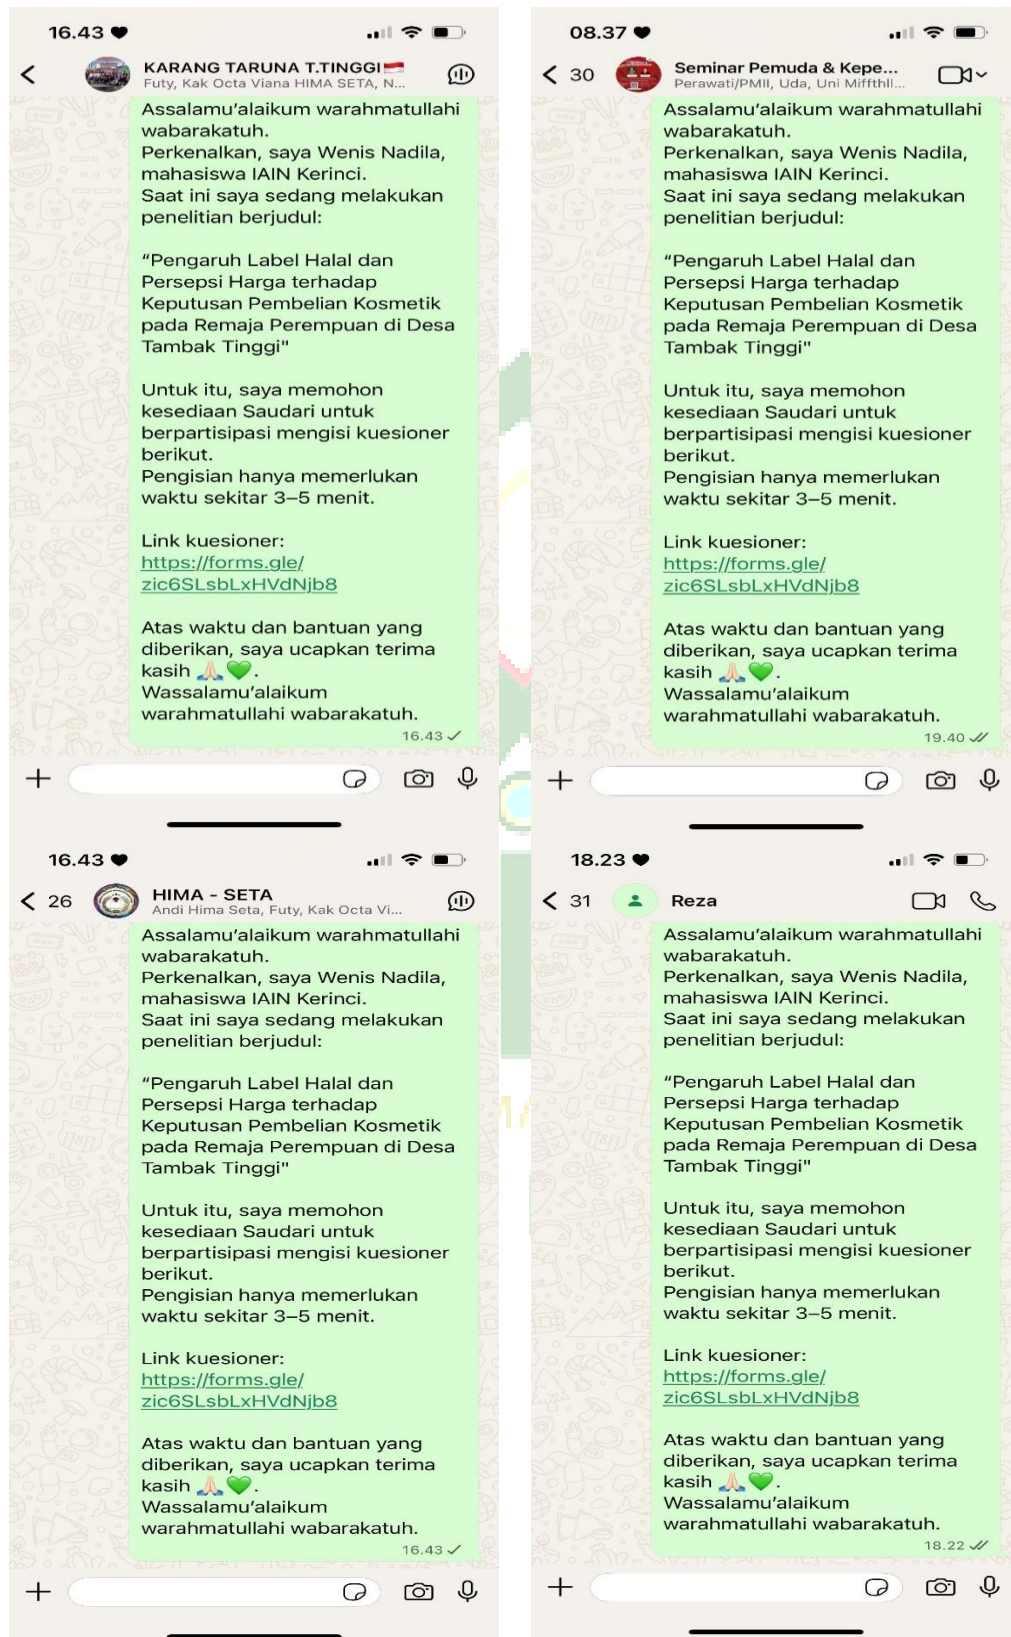 16.43
KARANG TARUNA T.TINGGI
Futy, Kak Octa Viana HIMA SETA, N...
Assalamu'alaikum warahmatullahi
wabarakatuh.
Perkenalkan, saya Wenis Nadila,
mahasiswa IAIN Kerinci.
Saat ini saya sedang melakukan
penelitian berjudul:
“Pengaruh Label Halal dan
Persepsi Harga terhadap
Keputusan Pembelian Kosmetik
pada Remaja Perempuan di Desa
Tambak Tinggi"
Untuk itu, saya memohon
kesediaan Saudari untuk
berpartisipasi mengisi kuesioner
berikut.
Pengisian hanya memerlukan
waktu sekitar 3–5 menit.
Link kuesioner:
https://forms.gle/
zic6SLsbLxHVdNjb8
Atas waktu dan bantuan yang
diberikan, saya ucapkan terima
kasih 🙏🏻💚.
Wassalamu'alaikum
warahmatullahi wabarakatuh.
16.43
08.37
30
Seminar Pemuda & Kepe...
Perawati/PMII, Uda, Uni Miffthll...
Assalamu'alaikum warahmatullahi
wabarakatuh.
Perkenalkan, saya Wenis Nadila,
mahasiswa IAIN Kerinci.
Saat ini saya sedang melakukan
penelitian berjudul:
“Pengaruh Label Halal dan
Persepsi Harga terhadap
Keputusan Pembelian Kosmetik
pada Remaja Perempuan di Desa
Tambak Tinggi"
Untuk itu, saya memohon
kesediaan Saudari untuk
berpartisipasi mengisi kuesioner
berikut.
Pengisian hanya memerlukan
waktu sekitar 3–5 menit.
Link kuesioner:
https://forms.gle/
zic6SLsbLxHVdNjb8
Atas waktu dan bantuan yang
diberikan, saya ucapkan terima
kasih 🙏🏻💚.
Wassalamu'alaikum
warahmatullahi wabarakatuh.
19.40
16.43
26
HIMA - SETA
Andi Hima Seta, Futy, Kak Octa Vi...
Assalamu'alaikum warahmatullahi
wabarakatuh.
Perkenalkan, saya Wenis Nadila,
mahasiswa IAIN Kerinci.
Saat ini saya sedang melakukan
penelitian berjudul:
“Pengaruh Label Halal dan
Persepsi Harga terhadap
Keputusan Pembelian Kosmetik
pada Remaja Perempuan di Desa
Tambak Tinggi"
Untuk itu, saya memohon
kesediaan Saudari untuk
berpartisipasi mengisi kuesioner
berikut.
Pengisian hanya memerlukan
waktu sekitar 3–5 menit.
Link kuesioner:
https://forms.gle/
zic6SLsbLxHVdNjb8
Atas waktu dan bantuan yang
diberikan, saya ucapkan terima
kasih 🙏🏻💚.
Wassalamu'alaikum
warahmatullahi wabarakatuh.
16.43
18.23
31
Reza
Assalamu'alaikum warahmatullahi
wabarakatuh.
Perkenalkan, saya Wenis Nadila,
mahasiswa IAIN Kerinci.
Saat ini saya sedang melakukan
penelitian berjudul:
“Pengaruh Label Halal dan
Persepsi Harga terhadap
Keputusan Pembelian Kosmetik
pada Remaja Perempuan di Desa
Tambak Tinggi"
Untuk itu, saya memohon
kesediaan Saudari untuk
berpartisipasi mengisi kuesioner
berikut.
Pengisian hanya memerlukan
waktu sekitar 3–5 menit.
Link kuesioner:
https://forms.gle/
zic6SLsbLxHVdNjb8
Atas waktu dan bantuan yang
diberikan, saya ucapkan terima
kasih 🙏🏻💚.
Wassalamu'alaikum
warahmatullahi wabarakatuh.
18.22